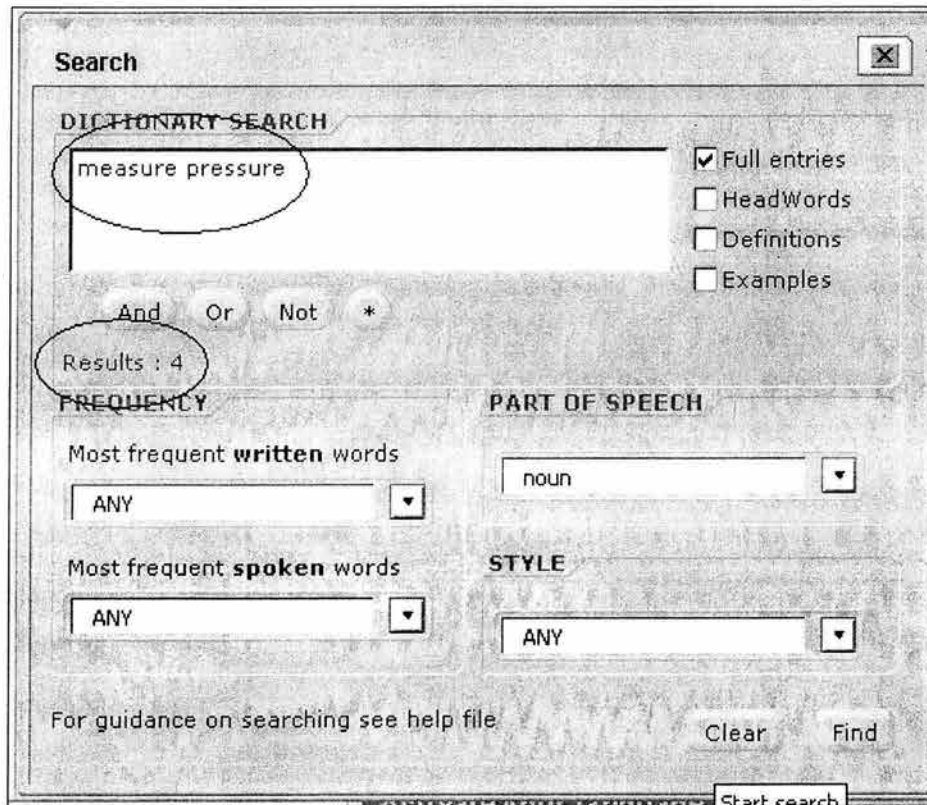 Search
DICTIONARY SEARCH
measure pressure
Full entries
HeadWords
Definitions
Examples
And Or Not *
Results : 4
FREQUENCY
PART OF SPEECH
Most frequent written words
ANY
noun
Most frequent spoken words
ANY
STYLE
ANY
For guidance on searching see help file
Clear Find
Start search